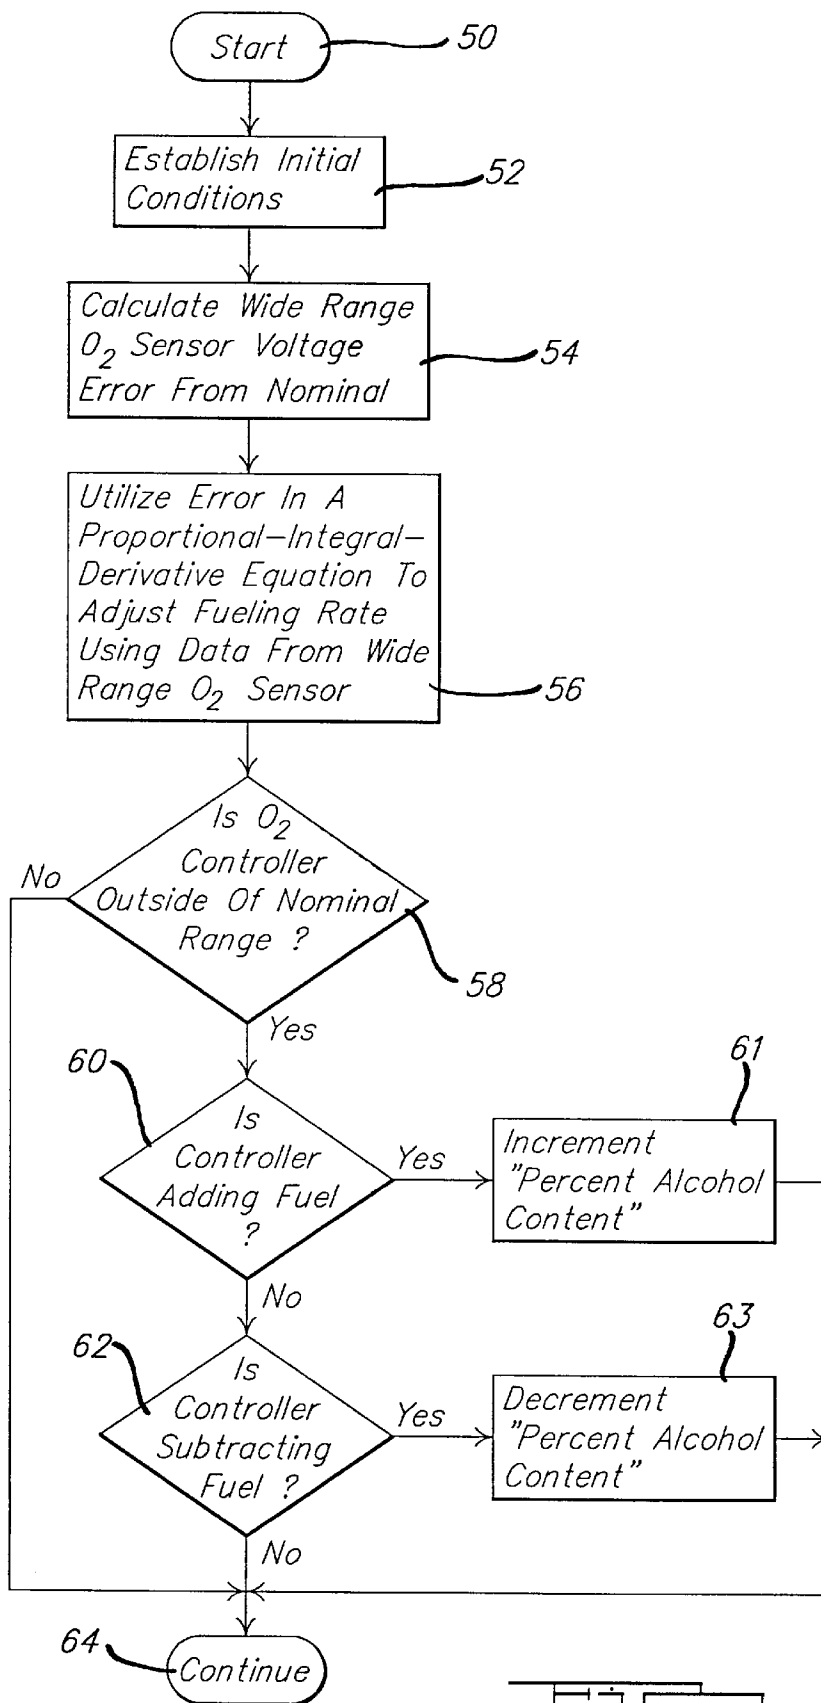 Start
50
Establish Initial
Conditions
52
Calculate Wide Range
O2 Sensor Voltage
Error From Nominal
54
Utilize Error In A
Proportional-Integral-
Derivative Equation To
Adjust Fueling Rate
Using Data From Wide
Range O2 Sensor
56
Is O2
Controller
Outside Of Nominal
Range ?
58
No
Yes
60
Is
Controller
Adding Fuel
?
Yes
61
Increment
"Percent Alcohol
Content"
No
62
Is
Controller
Subtracting
Fuel ?
Yes
63
Decrement
"Percent Alcohol
Content"
No
64
Continue